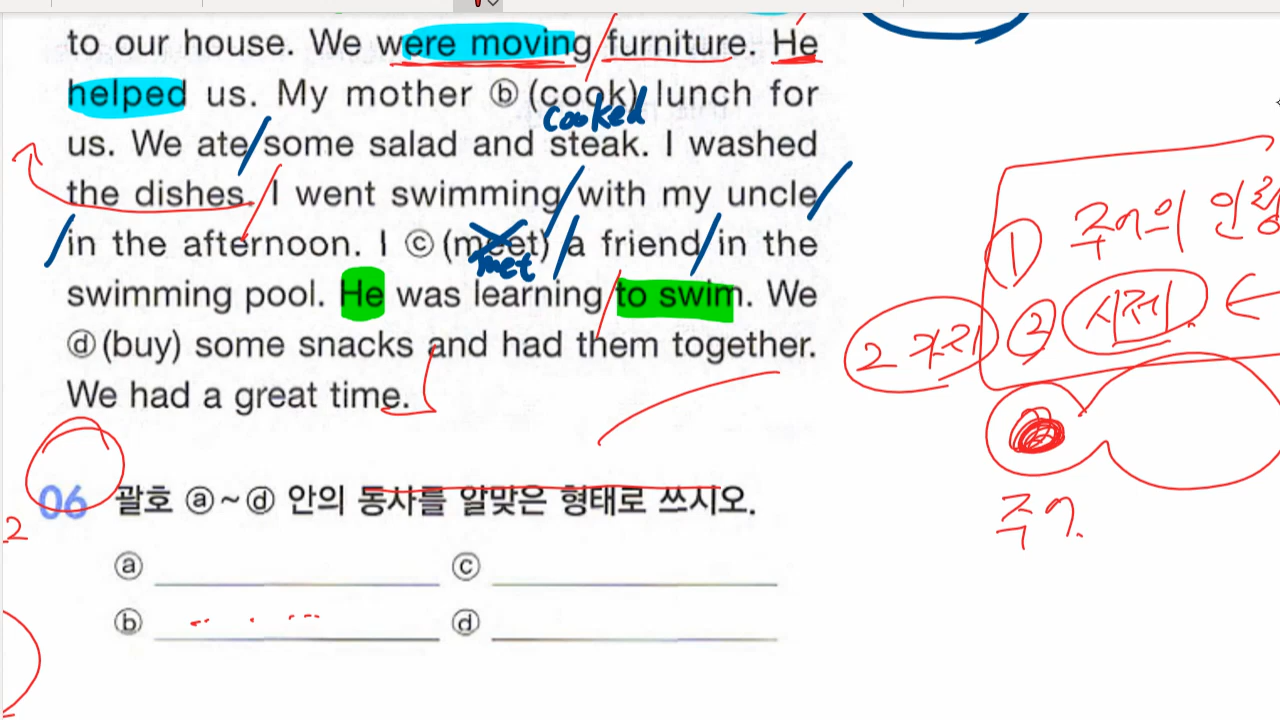 to our house. We were moving furniture. He
helped us. My mother ⓑ (cook) lunch for
cooked
us. We ate some salad and steak. I washed
the dishes. I went swimming with my uncle
in the afternoon. I ⓒ (meet) a friend in the
met
swimming pool. He was learning to swim. We
ⓓ (buy) some snacks and had them together.
We had a great time.
① 주어의 인칭
2가지 ② 시제
주어
06 괄호 ⓐ~ⓓ 안의 동사를 알맞은 형태로 쓰시오.
2
ⓐ ⓒ
ⓑ ⓓ